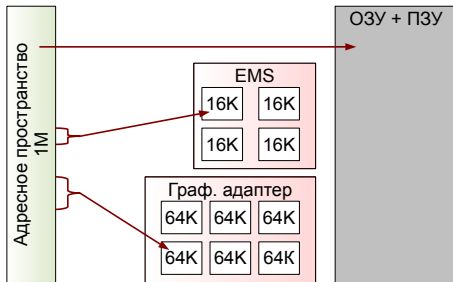 Адресное пространство
1М
ОЗУ + ПЗУ
EMS
16K 16K
16K 16K
Граф. адаптер
64K 64K 64K
64K 64K 64K